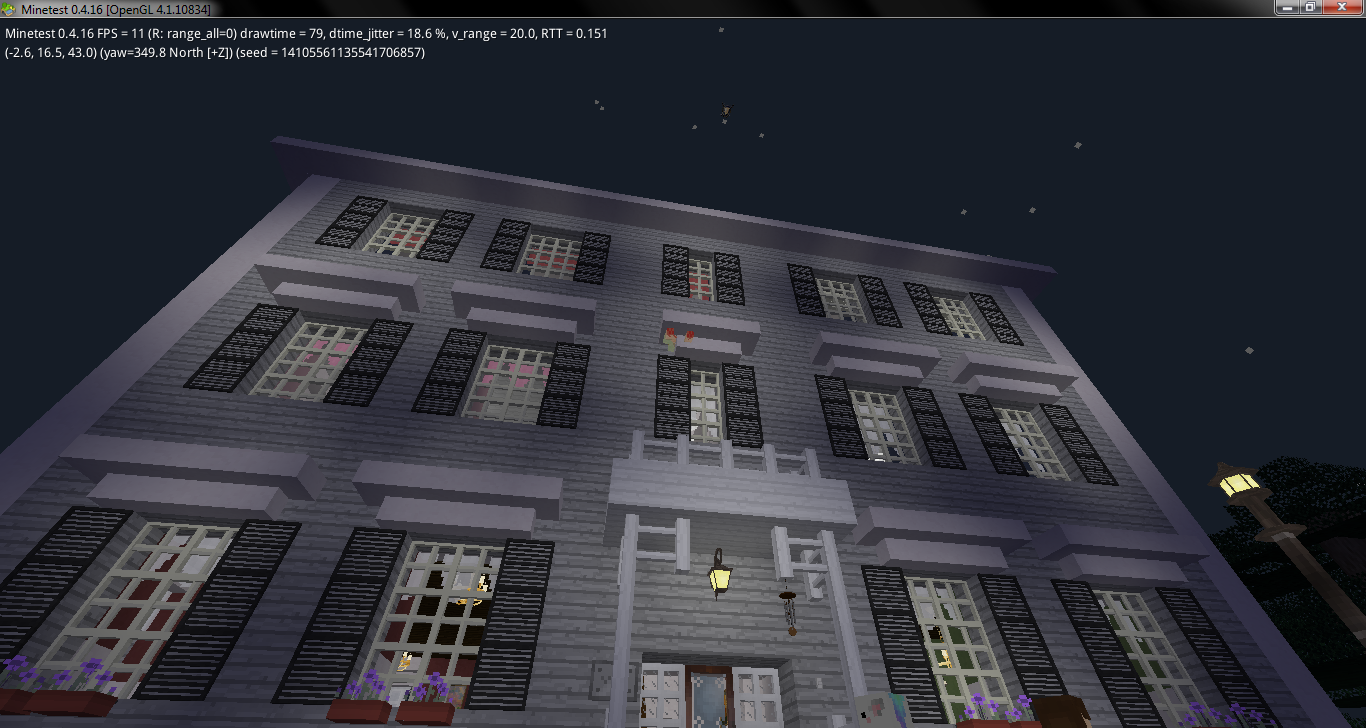 Minetest 0.4.16 [OpenGL 4.1.10834]
Minetest 0.4.16 FPS = 11 (R: range_all=0) drawtime = 79, dtime_jitter = 18.6 %, v_range = 20.0, RTT = 0.151
(-2.6, 16.5, 43.0) (yaw=349.8 North [+Z]) (seed = 14105561135541706857)